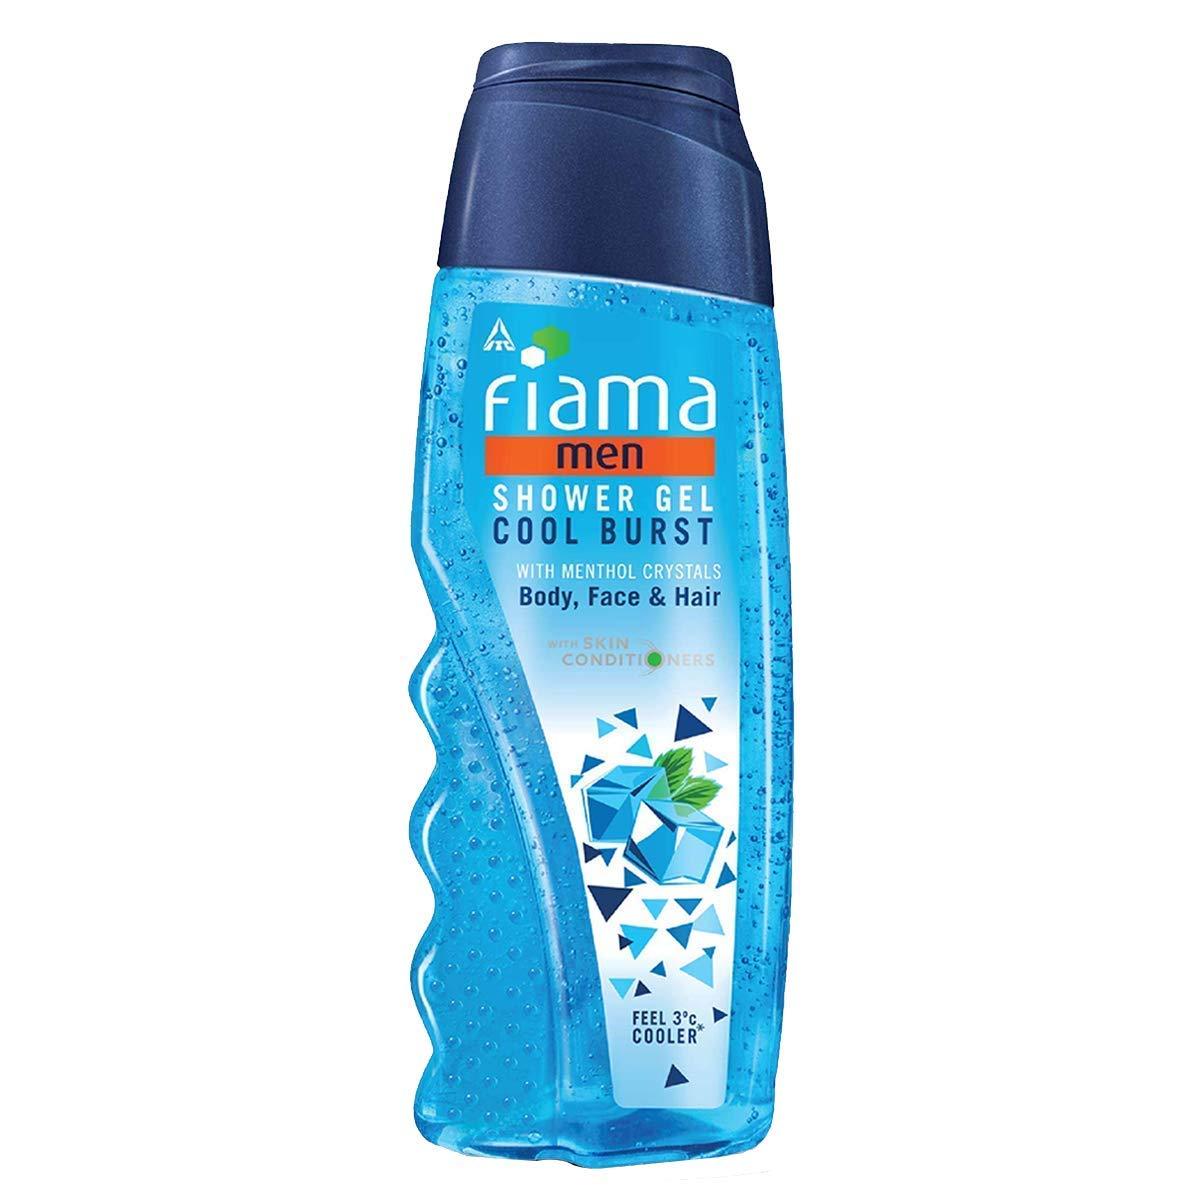 ITC
fiama
men
SHOWER GEL
COOL BURST
WITH MENTHOL CRYSTALS
Body, Face & Hair
WITH SKIN
CONDITIONERS
FEEL 3°C
COOLER*